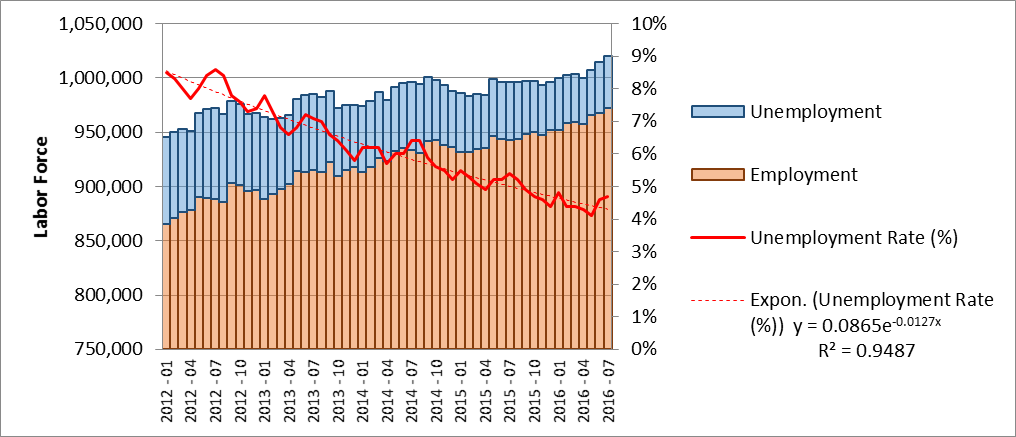 1,050,000
1,000,000
950,000
900,000
850,000
800,000
750,000
Labor Force
10%
9%
8%
7%
6%
5%
4%
3%
2%
1%
0%
2012 - 01
2012 - 04
2012 - 07
2012 - 10
2013 - 01
2013 - 04
2013 - 07
2013 - 10
2014 - 01
2014 - 04
2014 - 07
2014 - 10
2015 - 01
2015 - 04
2015 - 07
2015 - 10
2016 - 01
2016 - 04
2016 - 07
Unemployment
Employment
Unemployment Rate (%)
Expon. (Unemployment Rate
(%)) y = 0.0865e^-0.0127x
R² = 0.9487